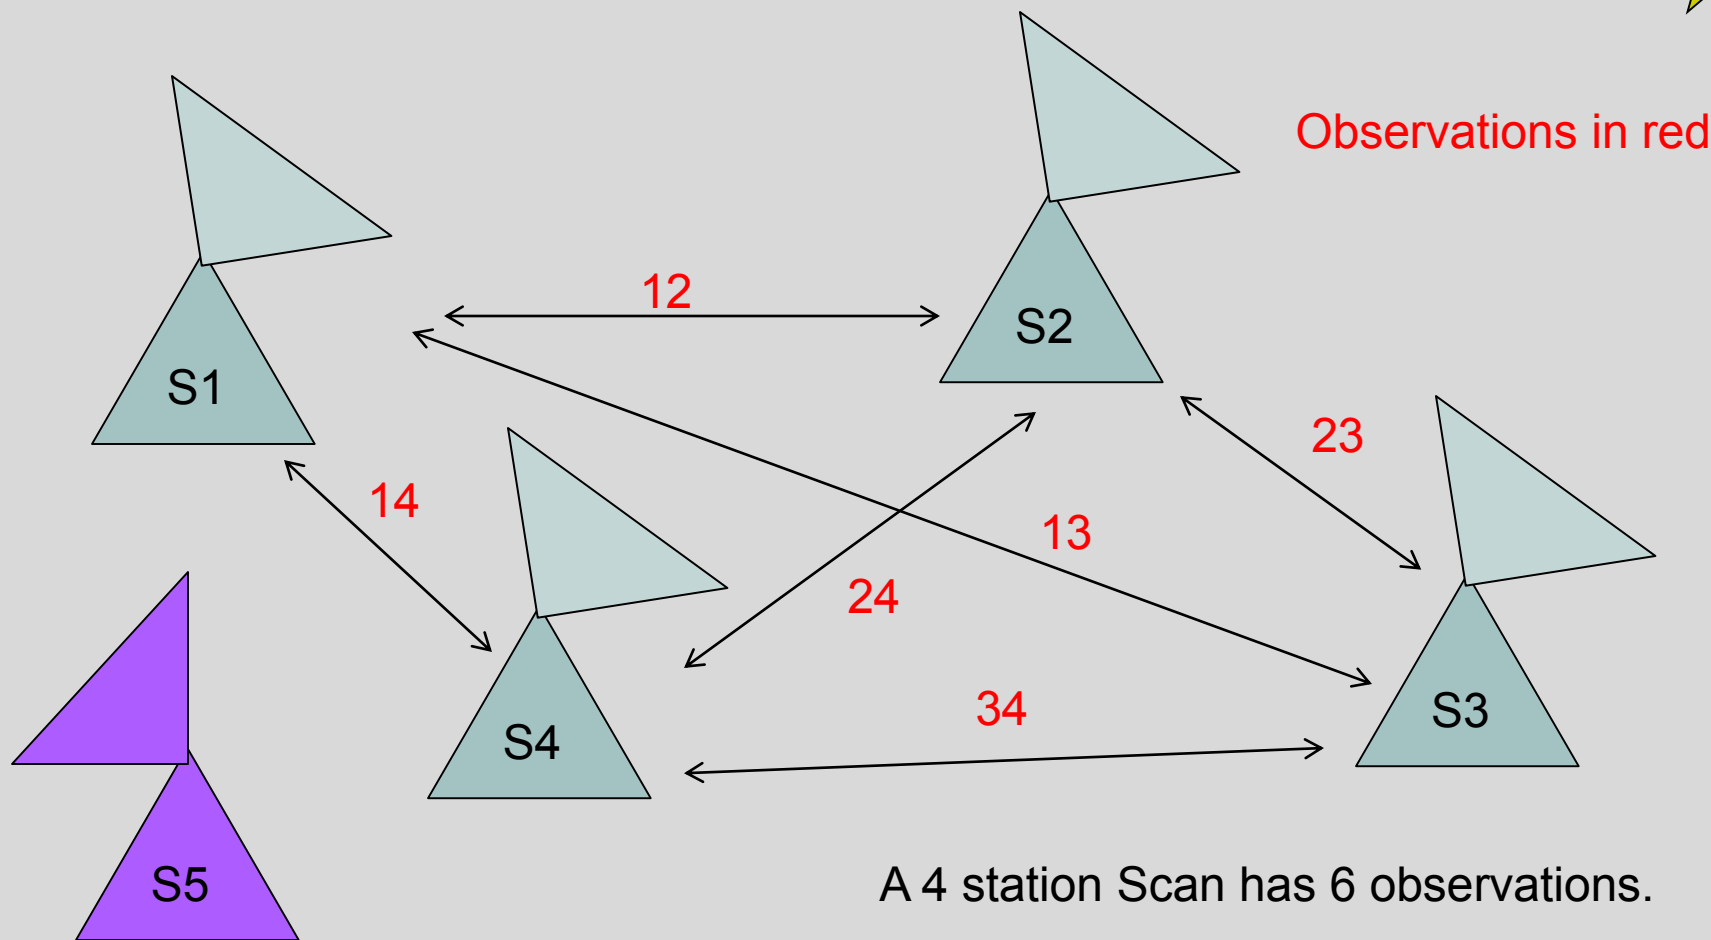 Observations in red
12
S2
S1
23
14
13
24
34
S3
S4
S5
A 4 station Scan has 6 observations.